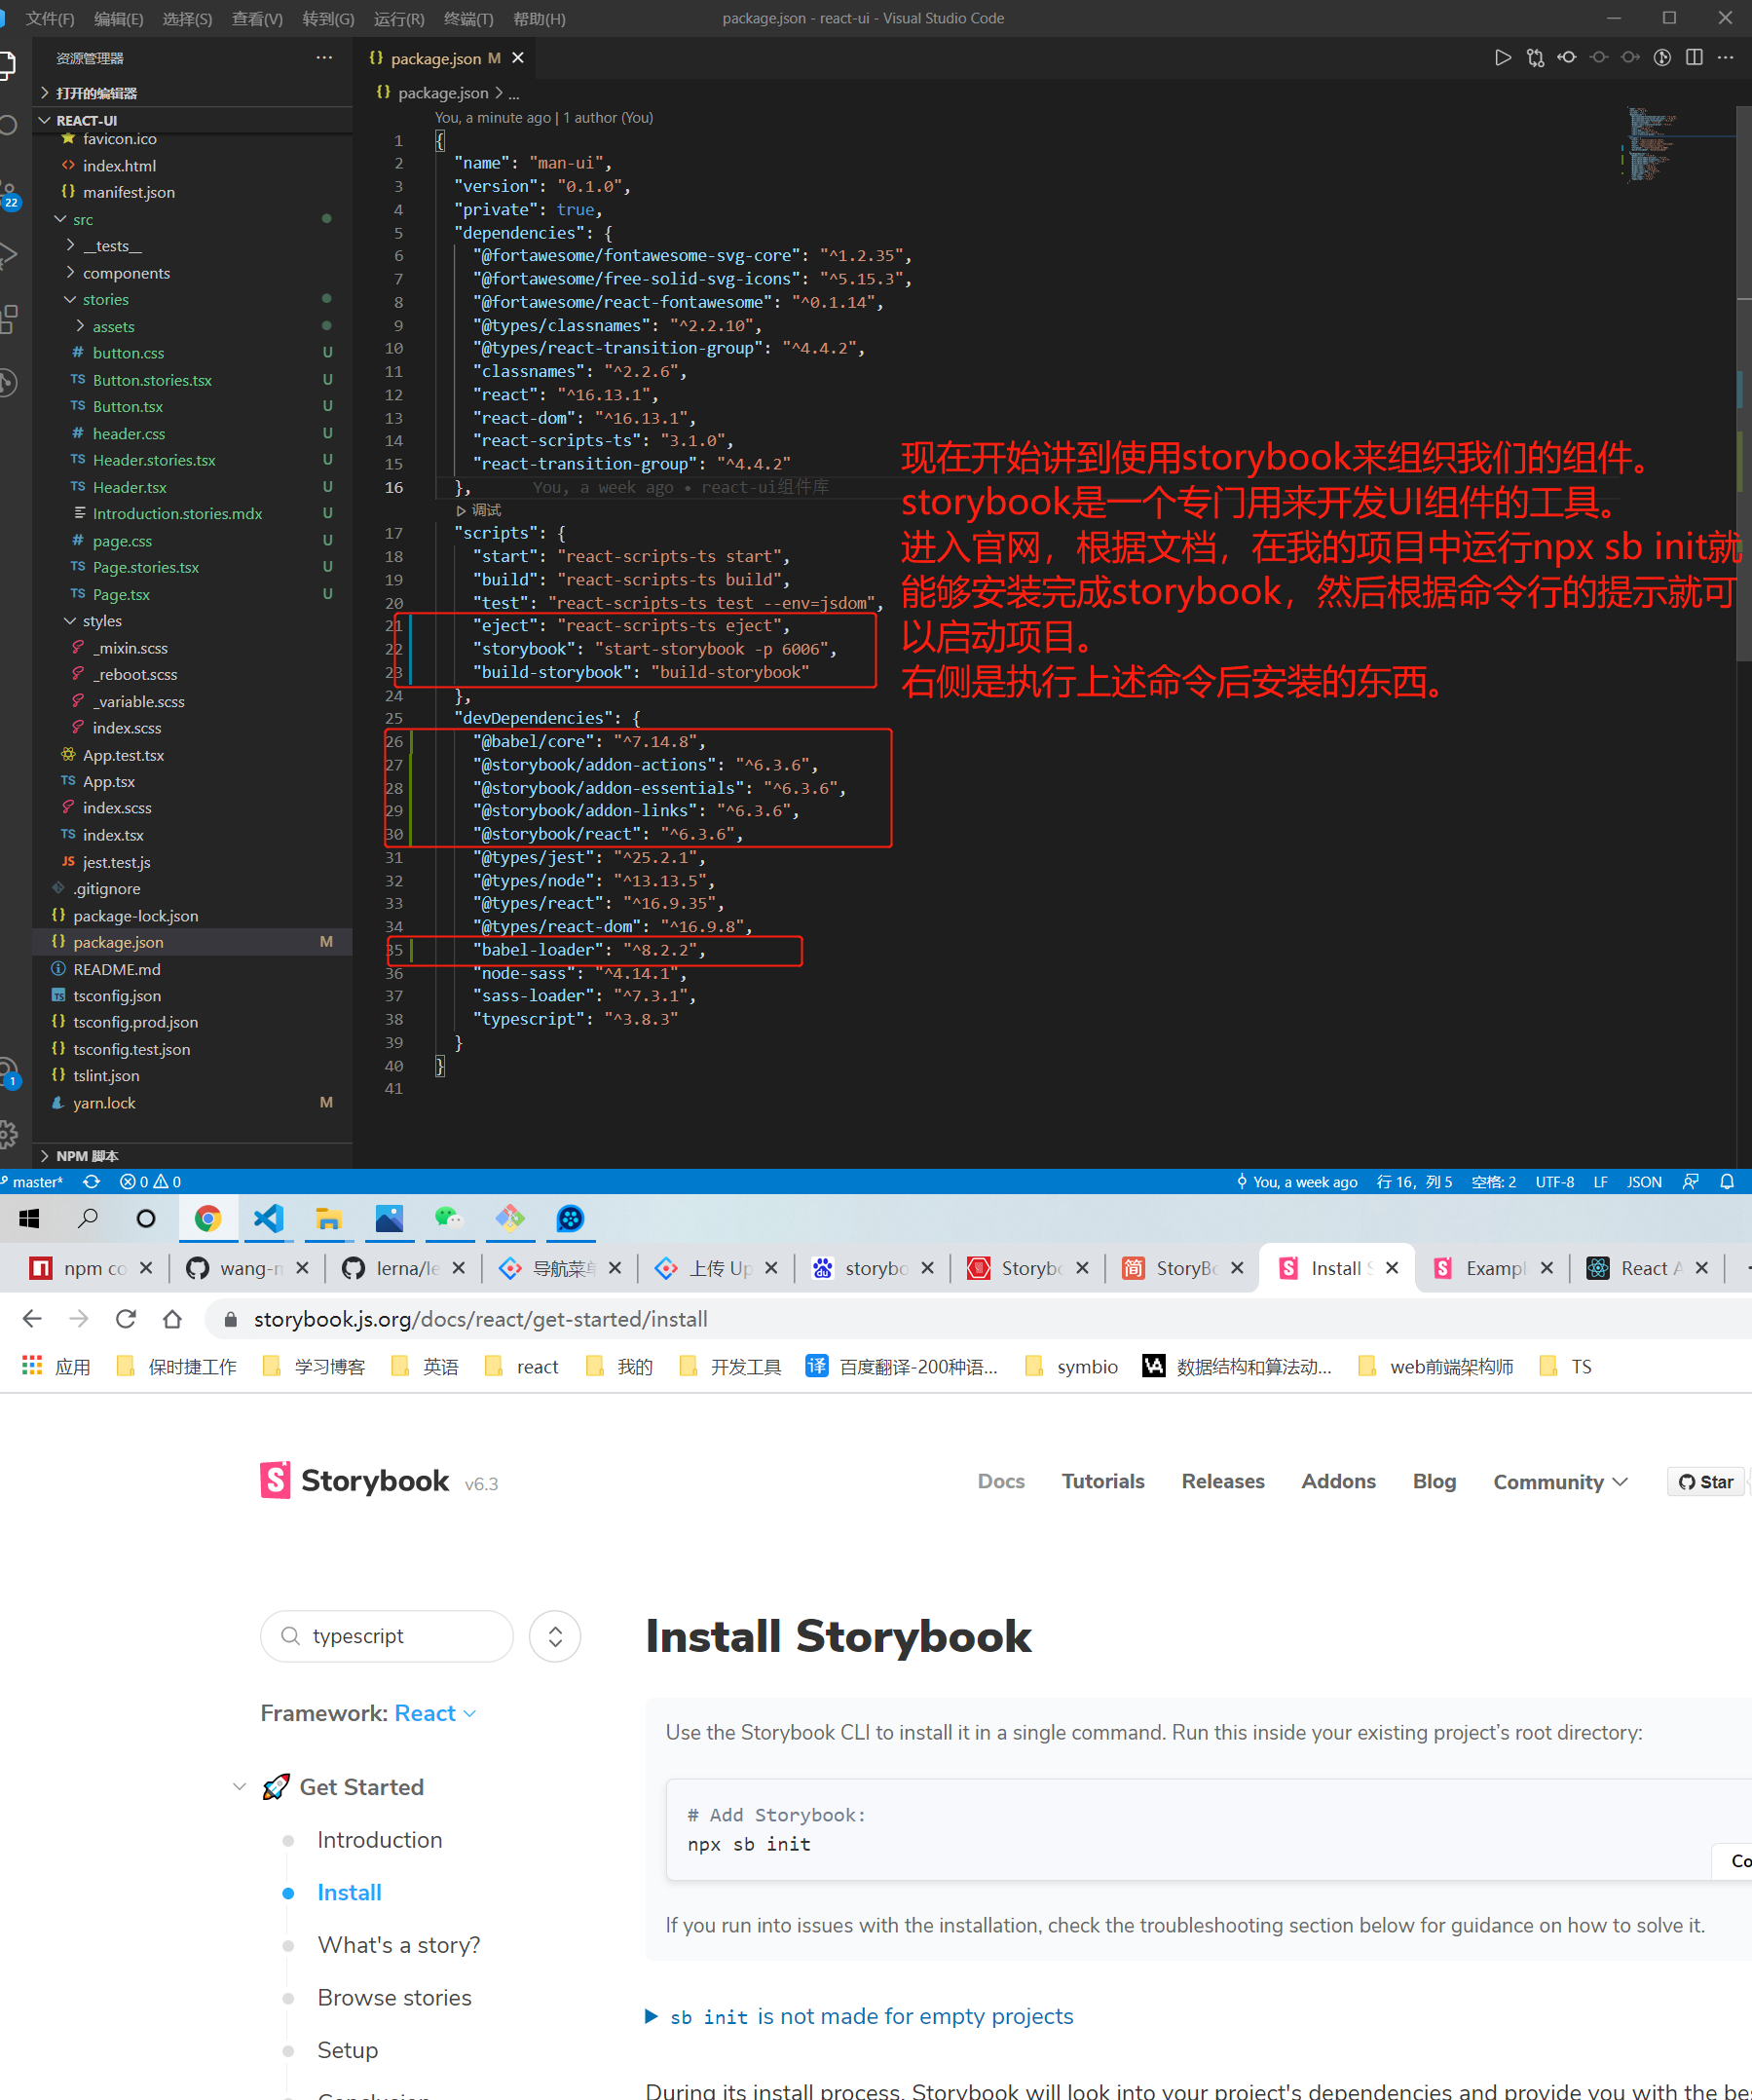 文件(F) 编辑(E) 选择(S) 查看(V) 转到(G) 运行(R) 终端(T) 帮助(H) package.json - react-ui - Visual Studio Code
资源管理器 ···
打开的编辑器
REACT-UI
favicon.ico
index.html
manifest.json
src
__tests__
components
stories
assets
button.css U
Button.stories.tsx U
Button.tsx U
header.css U
Header.stories.tsx U
Header.tsx U
Introduction.stories.mdx U
page.css U
Page.stories.tsx U
Page.tsx U
styles
_mixin.scss
_reboot.scss
_variable.scss
index.scss
App.test.tsx
TS App.tsx
index.scss
TS index.tsx
JS jest.test.js
.gitignore
{} package-lock.json
{} package.json M
README.md
tsconfig.json
{} tsconfig.prod.json
{} tsconfig.test.json
{} tslint.json
yarn.lock M
NPM 脚本
22
1
{} package.json M
{} package.json > ...
You, a minute ago | 1 author (You)
1 {
2 "name": "man-ui",
3 "version": "0.1.0",
4 "private": true,
5 "dependencies": {
6 "@fortawesome/fontawesome-svg-core": "^1.2.35",
7 "@fortawesome/free-solid-svg-icons": "^5.15.3",
8 "@fortawesome/react-fontawesome": "^0.1.14",
9 "@types/classnames": "^2.2.10",
10 "@types/react-transition-group": "^4.4.2",
11 "classnames": "^2.2.6",
12 "react": "^16.13.1",
13 "react-dom": "^16.13.1",
14 "react-scripts-ts": "3.1.0",
15 "react-transition-group": "^4.4.2"
16 }, You, a week ago • react-ui组件库
调试
17 "scripts": {
18 "start": "react-scripts-ts start",
19 "build": "react-scripts-ts build",
20 "test": "react-scripts-ts test --env=jsdom",
21 "eject": "react-scripts-ts eject",
22 "storybook": "start-storybook -p 6006",
23 "build-storybook": "build-storybook"
24 },
25 "devDependencies": {
26 "@babel/core": "^7.14.8",
27 "@storybook/addon-actions": "^6.3.6",
28 "@storybook/addon-essentials": "^6.3.6",
29 "@storybook/addon-links": "^6.3.6",
30 "@storybook/react": "^6.3.6",
31 "@types/jest": "^25.2.1",
32 "@types/node": "^13.13.5",
33 "@types/react": "^16.9.35",
34 "@types/react-dom": "^16.9.8",
35 "babel-loader": "^8.2.2",
36 "node-sass": "^4.14.1",
37 "sass-loader": "^7.3.1",
38 "typescript": "^3.8.3"
39 }
40 }
41
现在开始讲到使用storybook来组织我们的组件。
storybook是一个专门用来开发UI组件的工具。
进入官网，根据文档，在我的项目中运行npx sb init就
能够安装完成storybook，然后根据命令行的提示就可
以启动项目。
右侧是执行上述命令后安装的东西。
master* 0 0 You, a week ago 行 16，列 5 空格: 2 UTF-8 LF JSON
npm co wang-m lerna/le 导航菜单 上传 Up storybo Storybo 简 StoryBo Install S Exampl React A
storybook.js.org/docs/react/get-started/install
应用 保时捷工作 学习博客 英语 react 我的 开发工具 译 百度翻译-200种语... symbio 数据结构和算法动... web前端架构师 TS
Storybook v6.3 Docs Tutorials Releases Addons Blog Community Star
typescript
Framework: React
Get Started
Introduction
Install
What's a story?
Browse stories
Setup
Conclusion
Install Storybook
Use the Storybook CLI to install it in a single command. Run this inside your existing project’s root directory:
# Add Storybook:
npx sb init
Co
If you run into issues with the installation, check the troubleshooting section below for guidance on how to solve it.
sb init is not made for empty projects
During its install process, Storybook will look into your project's dependencies and provide you with the bes